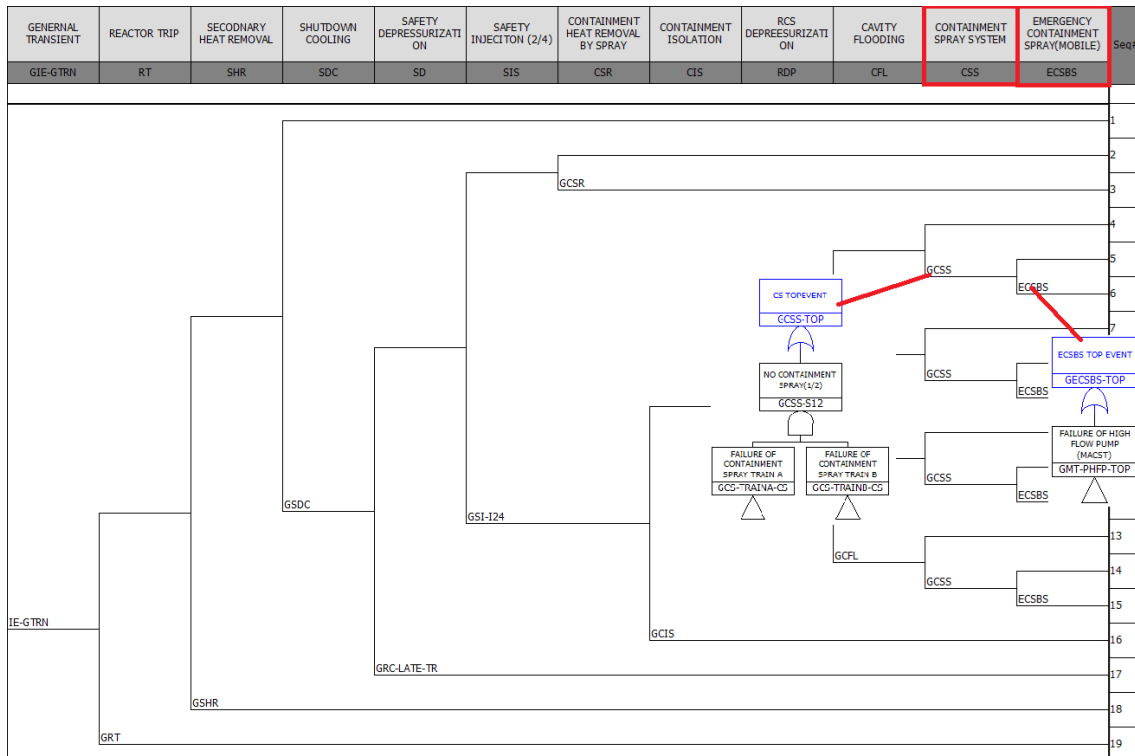 GENERNAL
TRANSIENT
REACTOR TRIP
SECODNARY
HEAT REMOVAL
SHUTDOWN
COOLING
SAFETY
DEPRESSURIZATI
ON
SAFETY
INJECITON (2/4)
CONTAINMENT
HEAT REMOVAL
BY SPRAY
CONTAINMENT
ISOLATION
RCS
DEPREESURIZATI
ON
CAVITY
FLOODING
CONTAINMENT
SPRAY SYSTEM
EMERGENCY
CONTAINMENT
SPRAY(MOBILE)
Seq#
GIE-GTRN
RT
SHR
SDC
SD
SIS
CSR
CIS
RDP
CFL
CSS
ECSBS
1
2
GCSR
3
4
5
GCSS
ECSBS
6
CS TOPEVENT
GCSS-TOP
7
ECSBS TOP EVENT
GECSBS-TOP
NO CONTAINMENT
SPRAY(1/2)
GCSS-S12
GCSS
ECSBS
FAILURE OF HIGH
FLOW PUMP
(MACST)
GMT-PHFP-TOP
FAILURE OF
CONTAINMENT
SPRAY TRAIN A
GCS-TRAINA-CS
FAILURE OF
CONTAINMENT
SPRAY TRAIN B
GCS-TRAINB-CS
GCSS
ECSBS
GSDC
GSI-I24
13
GCFL
14
GCSS
ECSBS
15
IE-GTRN
GCIS
16
GRC-LATE-TR
17
GSHR
18
GRT
19